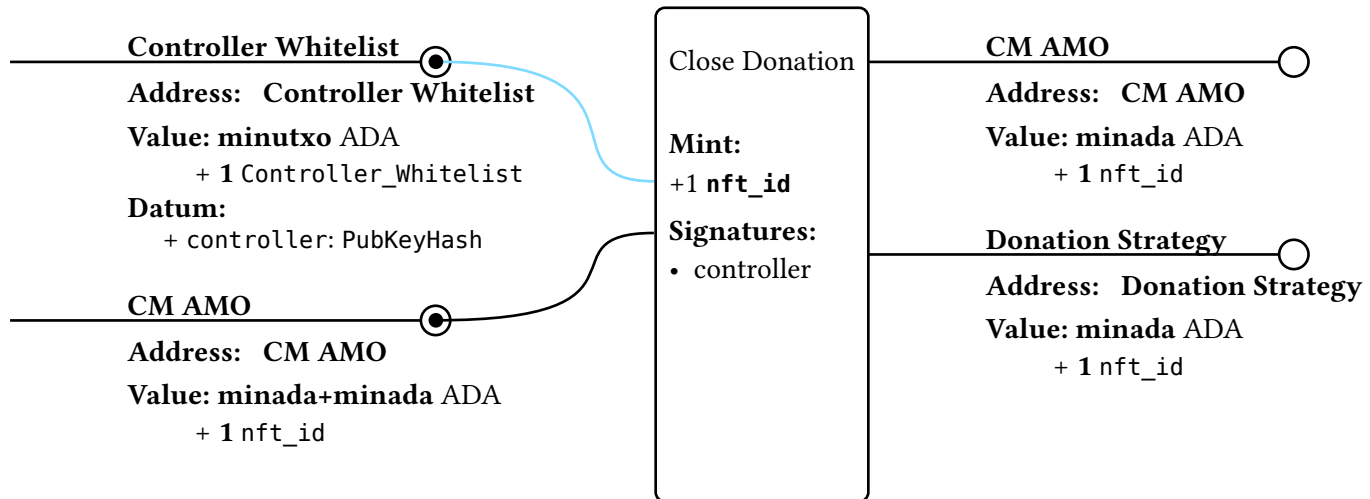 Controller Whitelist
Address: Controller Whitelist
Value: minutxo ADA
+ 1 Controller_Whitelist
Datum:
+ controller: PubKeyHash
CM AMO
Address: CM AMO
Value: minada+minada ADA
+ 1 nft_id
Close Donation
Mint:
+1 nft_id
Signatures:
• controller
CM AMO
Address: CM AMO
Value: minada ADA
+ 1 nft_id
Donation Strategy
Address: Donation Strategy
Value: minada ADA
+ 1 nft_id